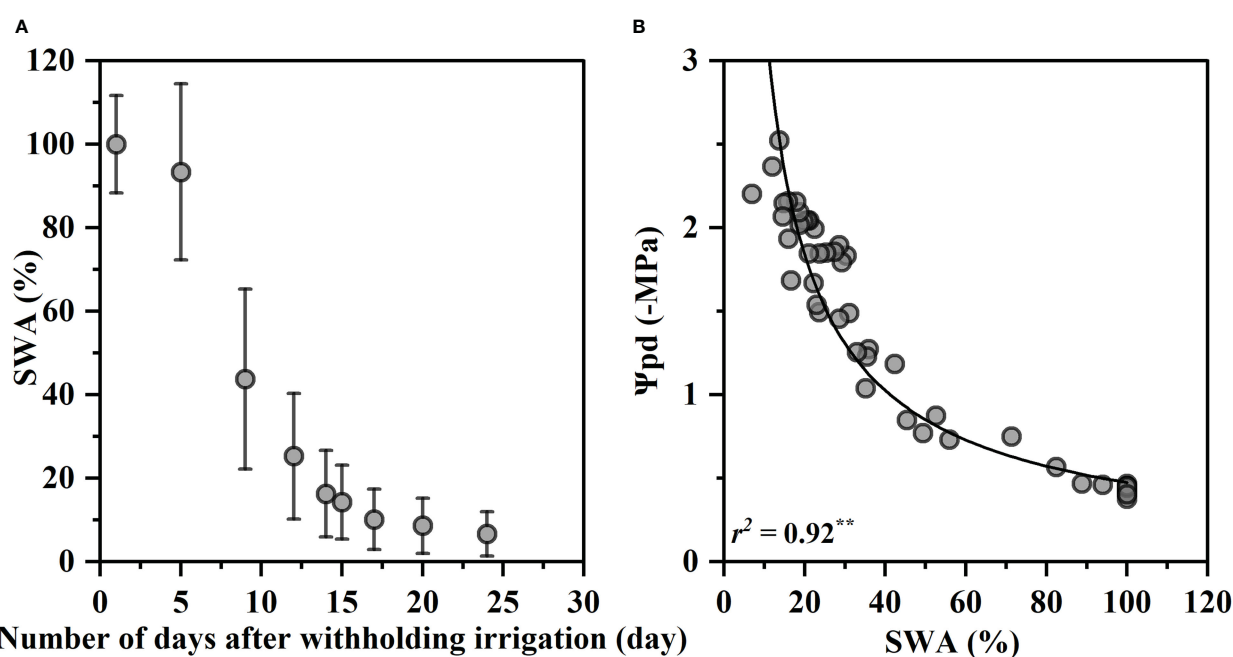 A
120
100
80
60
40
20
0
SWA (%)
0 5 10 15 20 25 30
Number of days after withholding irrigation (day)
B
3
2
1
0
Ψpd (-MPa)
r² = 0.92**
0 20 40 60 80 100 120
SWA (%)